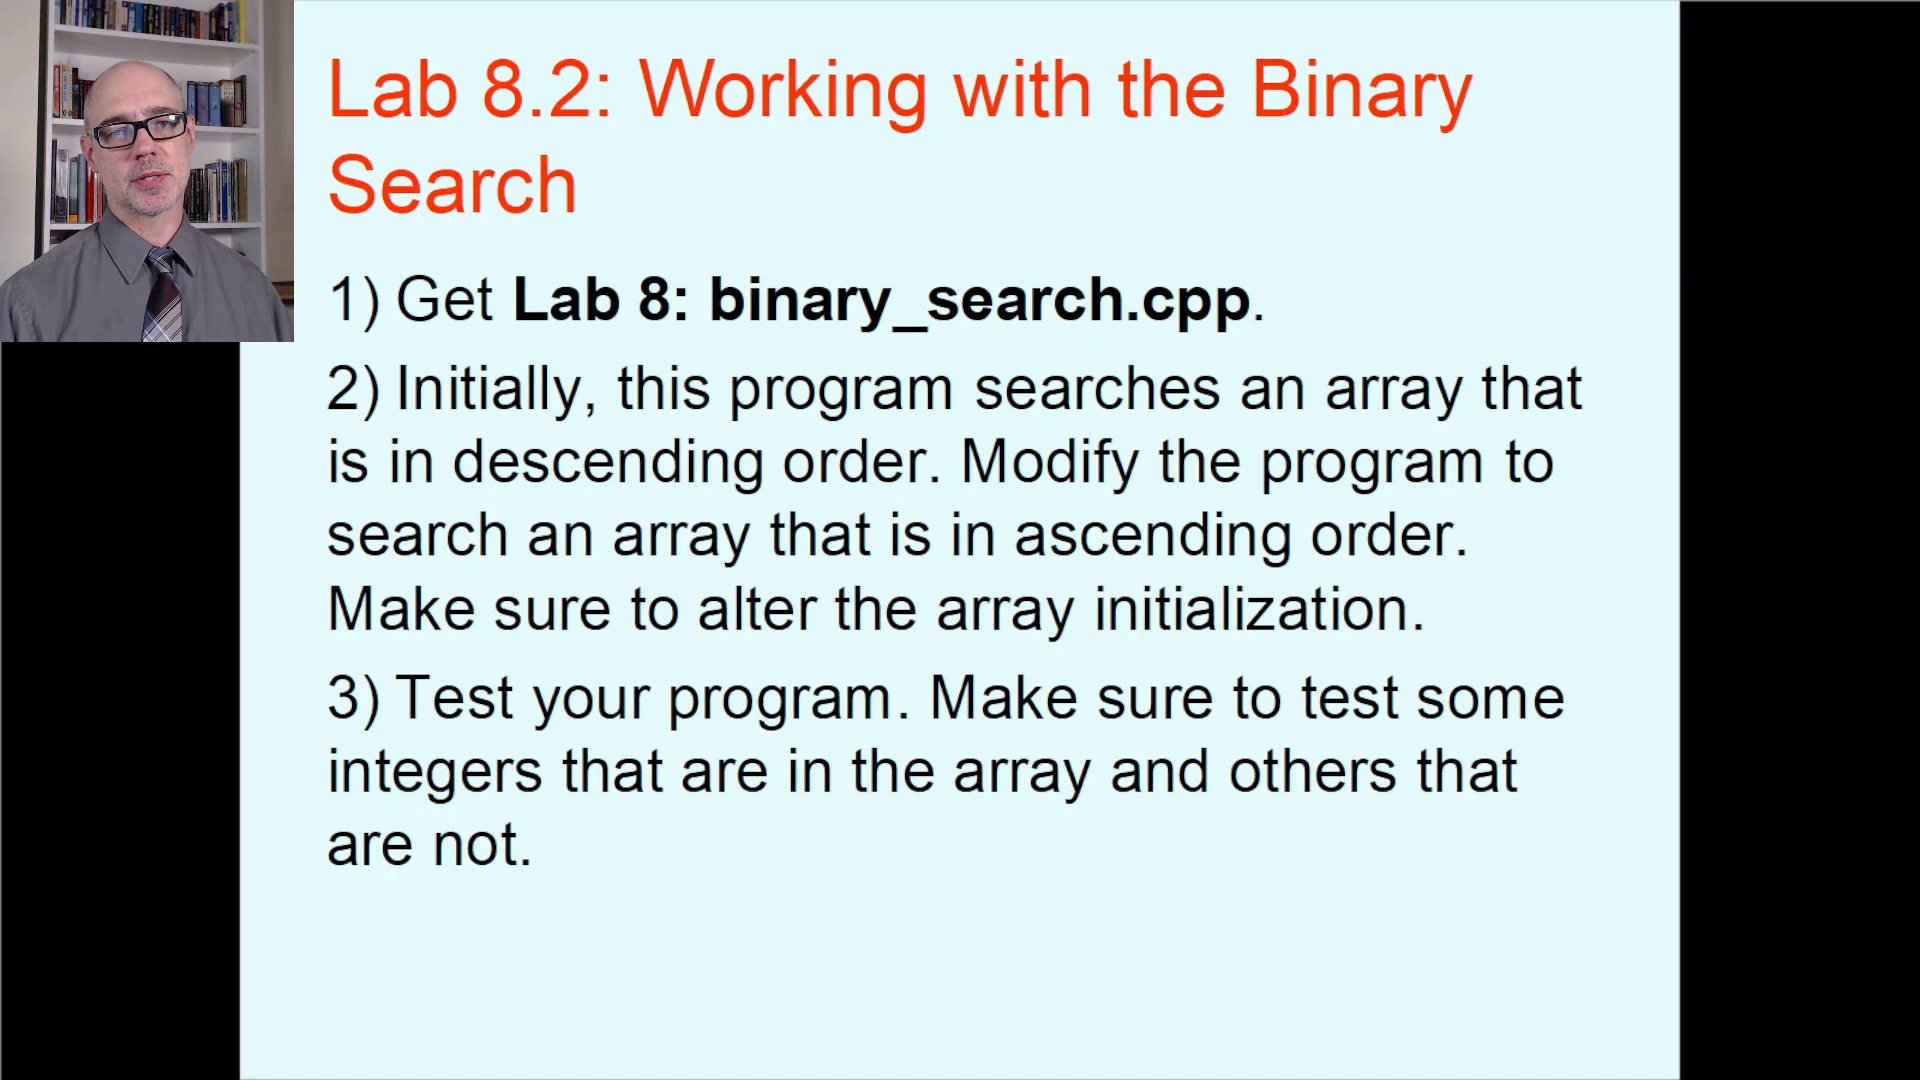 Lab 8.2: Working with the Binary
Search
1) Get Lab 8: binary_search.cpp.
2) Initially, this program searches an array that
is in descending order. Modify the program to
search an array that is in ascending order.
Make sure to alter the array initialization.
3) Test your program. Make sure to test some
integers that are in the array and others that
are not.